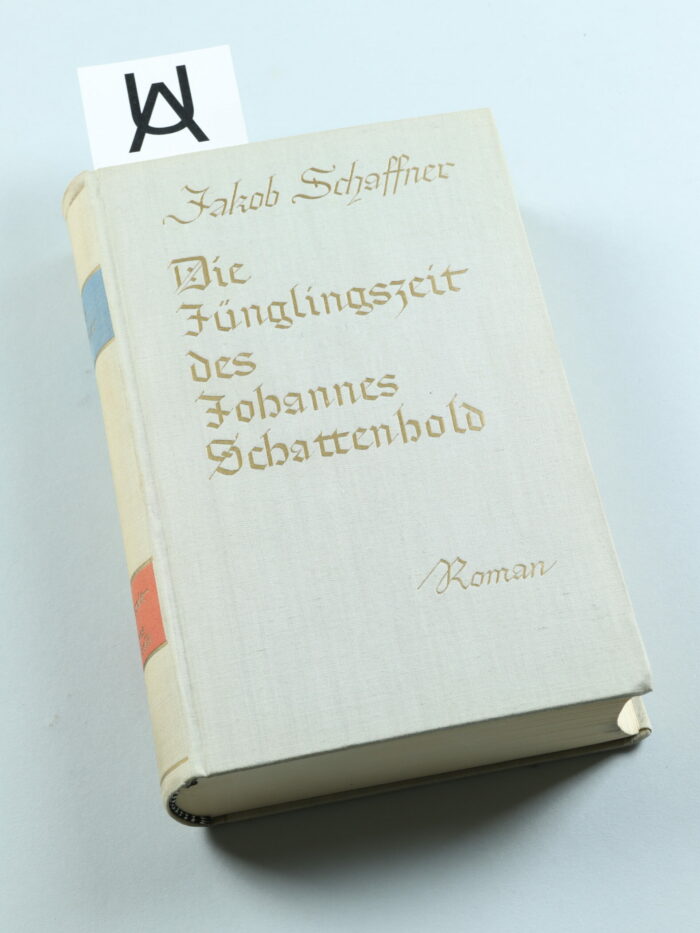 Jakob Schaffner
Die
Jünglingszeit
des
Johannes
Schattenhold
Roman